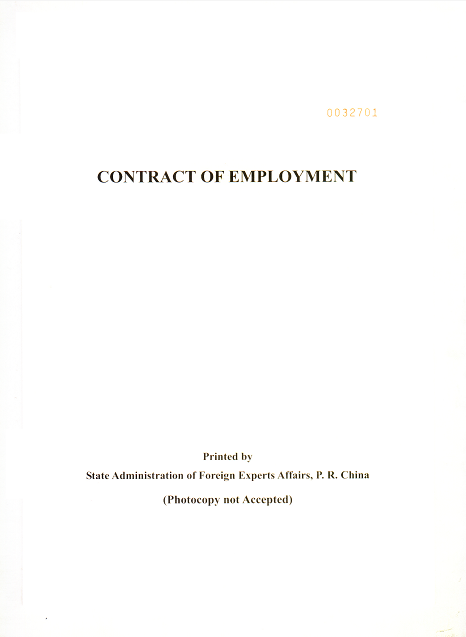 0032701
CONTRACT OF EMPLOYMENT
Printed by
State Administration of Foreign Experts Affairs, P. R. China
(Photocopy not Accepted)